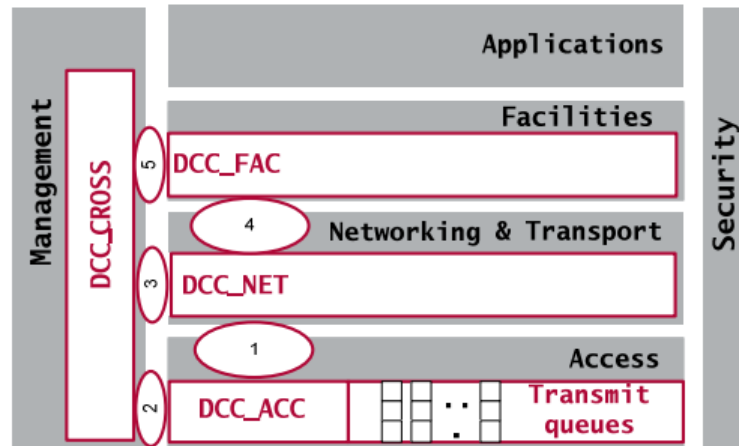 Applications
Facilities
5
DCC_FAC
4
Networking & Transport
3
DCC_NET
1
Access
2
DCC_ACC
Transmit
queues
Management
DCC_CROSS
Security